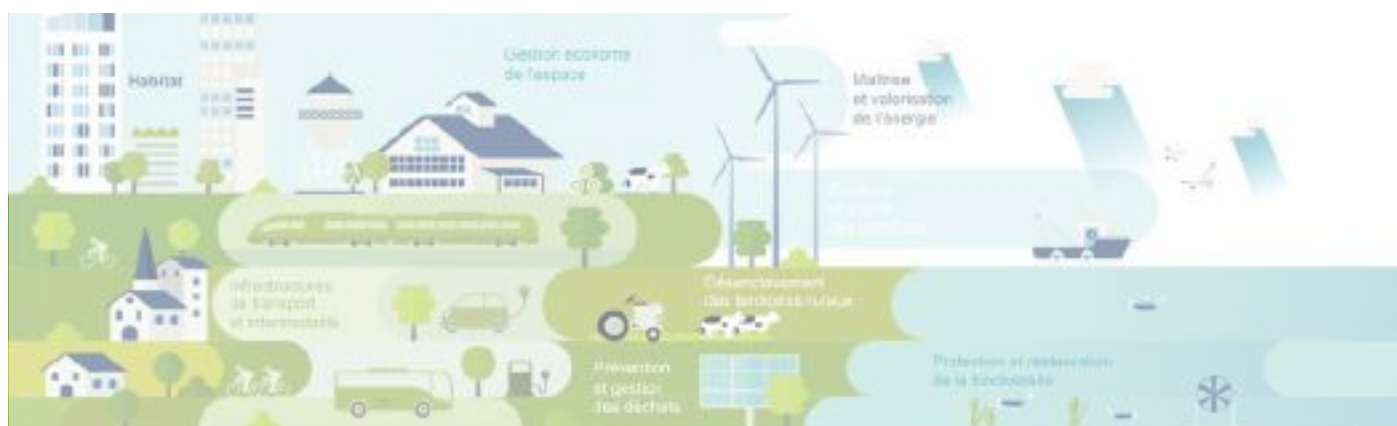 Habitat
Gestion économe
de l'espace
Maîtrise
et valorisation
de l'énergie
Infrastructures
de transport
et intermodalité
Désenclavement
des territoires ruraux
Prévention
et gestion
des déchets
Protection et restauration
de la biodiversité